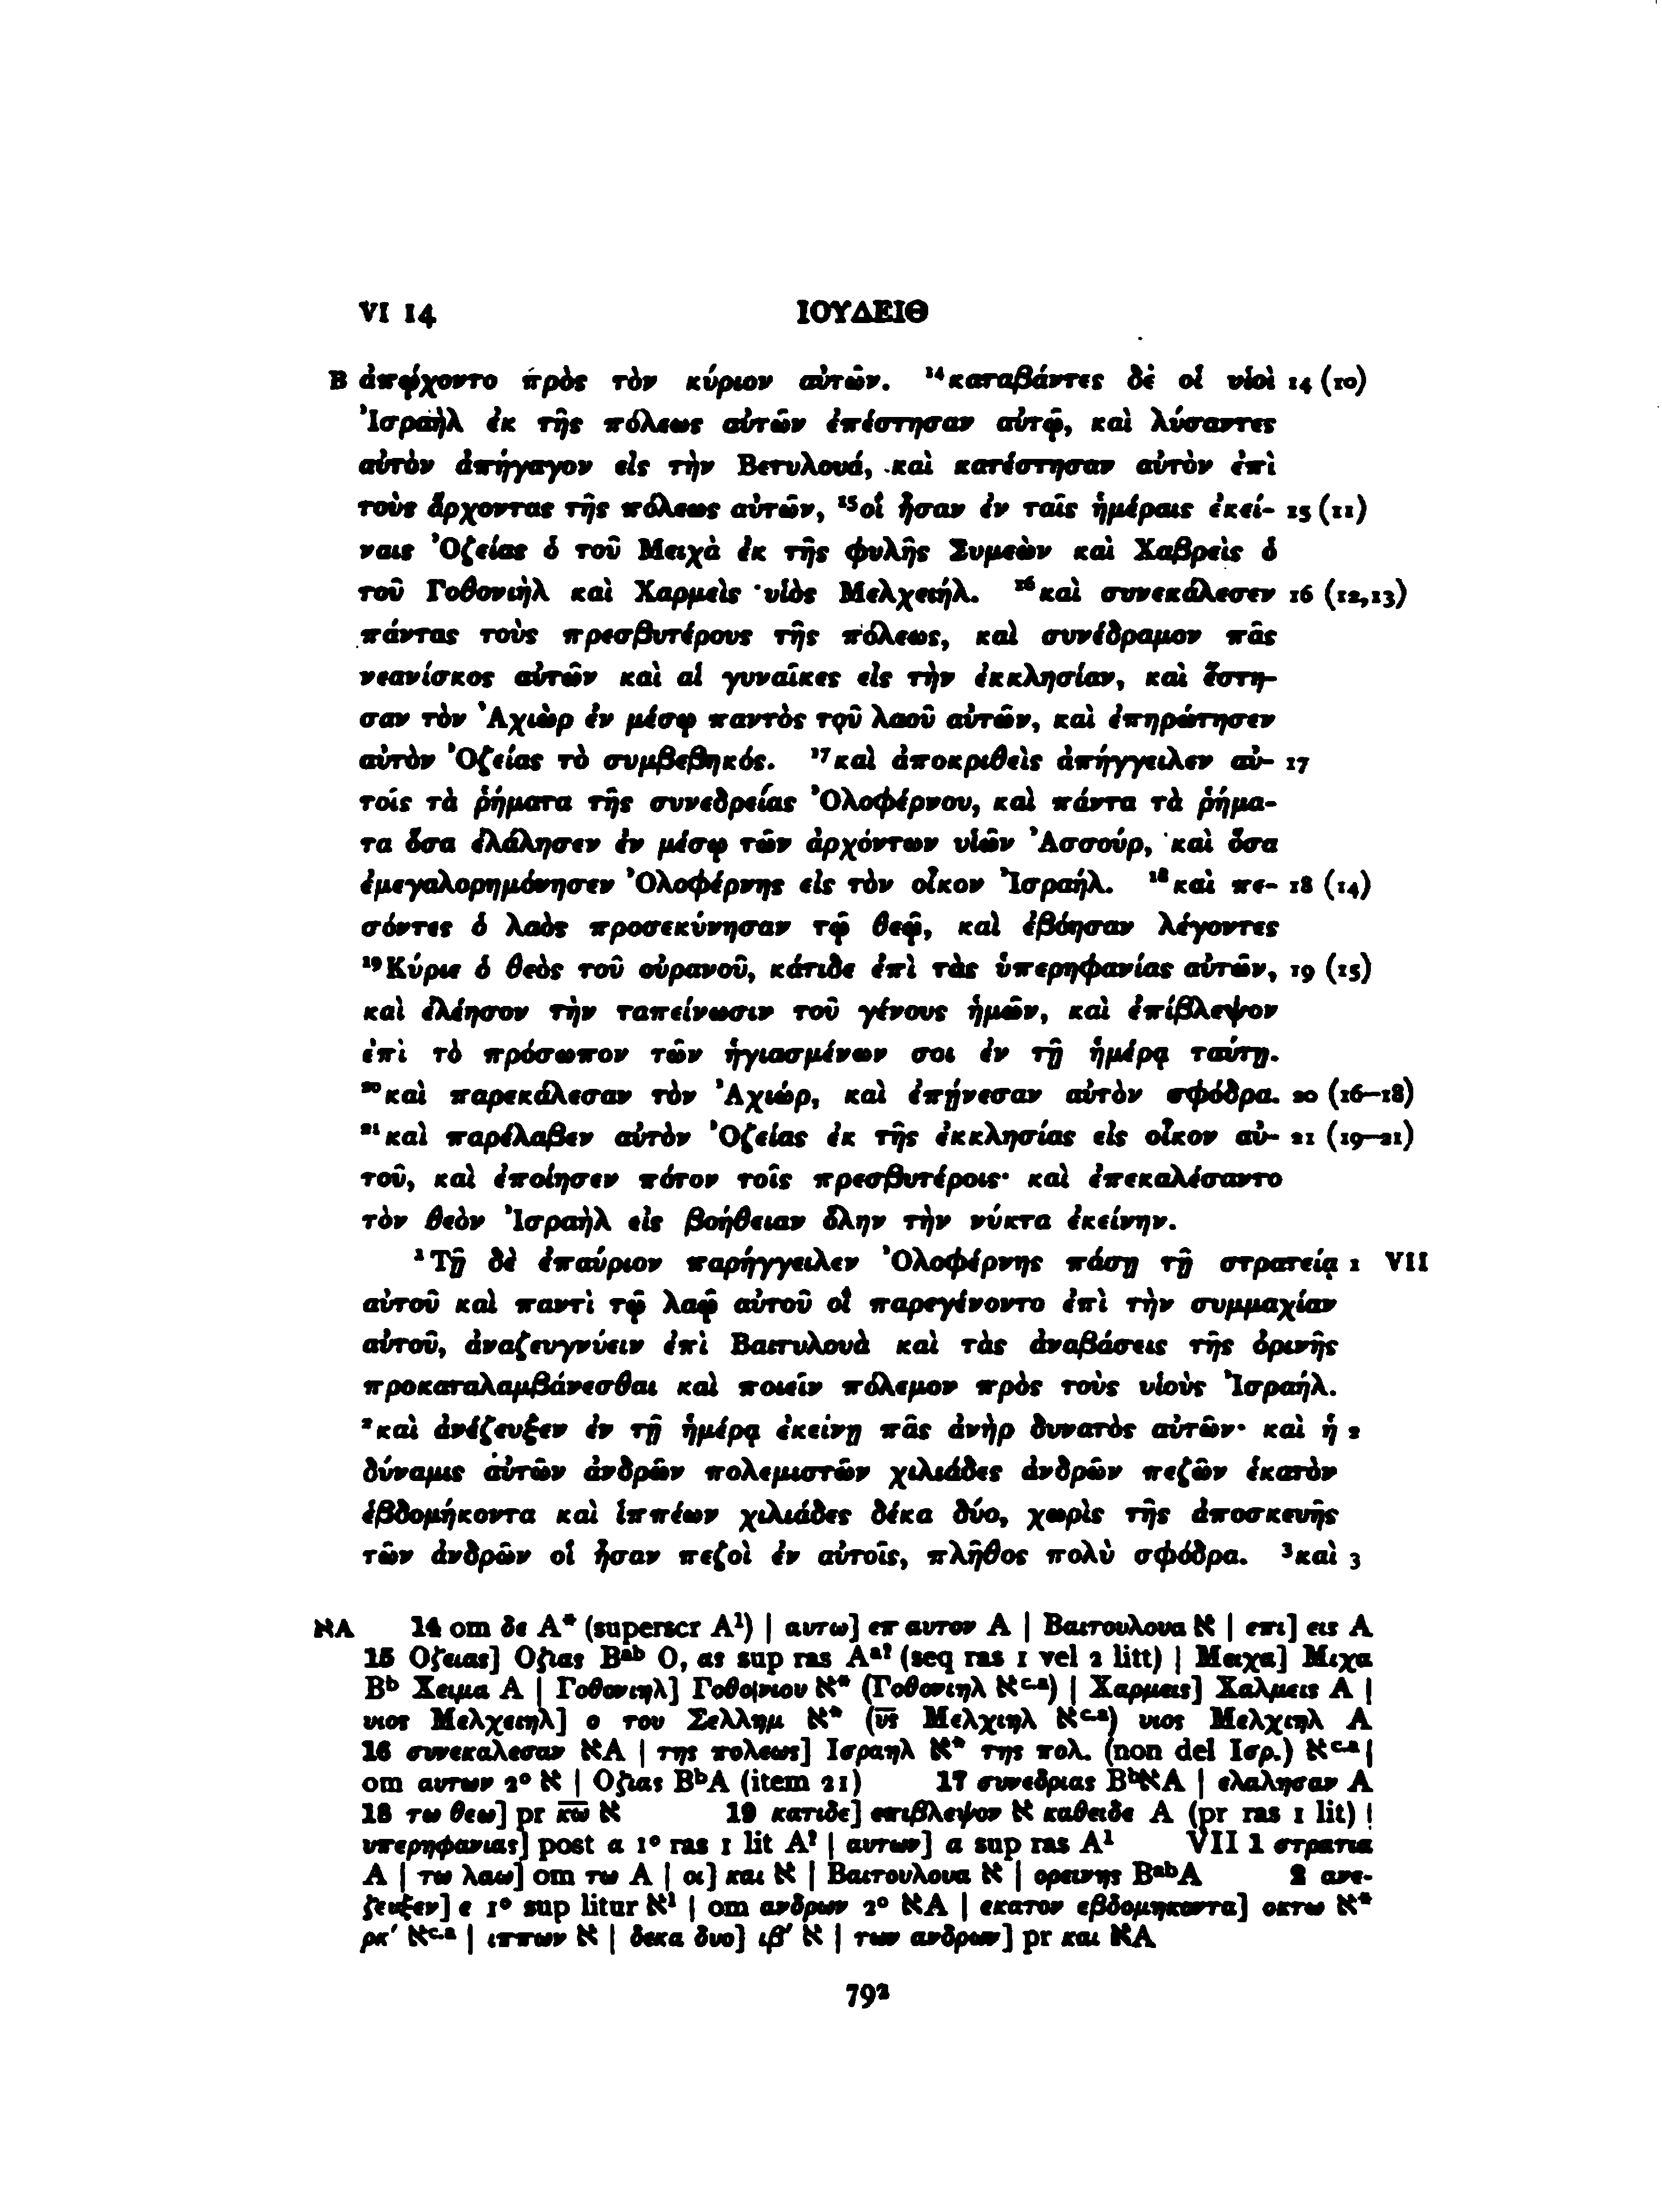 VI 14 ΙΟΥΔΕΙΘ
B ἀπῴχοντο πρὸς τὸν κύριον αὐτῶν. ¹⁴καταβάντες δὲ οἱ υἱοὶ 14 (10)
Ἰσραὴλ ἐκ τῆς πόλεως αὐτῶν ἐπέστησαν αὐτῷ, καὶ λύσαντες
αὐτὸν ἀπήγαγον εἰς τὴν Βετυλουά, καὶ κατέστησαν αὐτὸν ἐπὶ
τοὺς ἄρχοντας τῆς πόλεως αὐτῶν, ¹⁵οἳ ἦσαν ἐν ταῖς ἡμέραις ἐκεί- 15 (11)
ναις Ὀζείας ὁ τοῦ Μειχὰ ἐκ τῆς φυλῆς Συμεὼν καὶ Χαβρεὶς ὁ
τοῦ Γοθονιὴλ καὶ Χαρμεὶς υἱὸς Μελχειήλ. ¹⁶καὶ συνεκάλεσεν 16 (12,13)
πάντας τοὺς πρεσβυτέρους τῆς πόλεως, καὶ συνέδραμον πᾶς
νεανίσκος αὐτῶν καὶ αἱ γυναῖκες εἰς τὴν ἐκκλησίαν, καὶ ἔστη-
σαν τὸν Ἀχιὼρ ἐν μέσῳ παντὸς τοῦ λαοῦ αὐτῶν, καὶ ἐπηρώτησεν
αὐτὸν Ὀζείας τὸ συμβεβηκός. ¹⁷καὶ ἀποκριθεὶς ἀπήγγειλεν αὐ- 17
τοῖς τὰ ῥήματα τῆς συνεδρείας Ὀλοφέρνου, καὶ πάντα τὰ ῥήμα-
τα ὅσα ἐλάλησεν ἐν μέσῳ τῶν ἀρχόντων υἱῶν Ἀσσούρ, καὶ ὅσα
ἐμεγαλορημόνησεν Ὀλοφέρνης εἰς τὸν οἶκον Ἰσραήλ. ¹⁸καὶ πε- 18 (14)
σόντες ὁ λαὸς προσεκύνησαν τῷ θεῷ, καὶ ἐβόησαν λέγοντες
¹⁹Κύριε ὁ θεὸς τοῦ οὐρανοῦ, κάτιδε ἐπὶ τὰς ὑπερηφανίας αὐτῶν, 19 (15)
καὶ ἐλέησον τὴν ταπείνωσιν τοῦ γένους ἡμῶν, καὶ ἐπίβλεψον
ἐπὶ τὸ πρόσωπον τῶν ἡγιασμένων σοι ἐν τῇ ἡμέρᾳ ταύτῃ.
²⁰καὶ παρεκάλεσαν τὸν Ἀχιώρ, καὶ ἐπῄνεσαν αὐτὸν σφόδρα. 20 (16–18)
²¹καὶ παρέλαβεν αὐτὸν Ὀζείας ἐκ τῆς ἐκκλησίας εἰς οἶκον αὐ- 21 (19–21)
τοῦ, καὶ ἐποίησεν πότον τοῖς πρεσβυτέροις· καὶ ἐπεκαλέσαντο
τὸν θεὸν Ἰσραὴλ εἰς βοήθειαν ὅλην τὴν νύκτα ἐκείνην.
¹Τῇ δὲ ἐπαύριον παρήγγειλεν Ὀλοφέρνης πάσῃ τῇ στρατείᾳ 1 VII
αὐτοῦ καὶ παντὶ τῷ λαῷ αὐτοῦ οἳ παρεγένοντο ἐπὶ τὴν συμμαχίαν
αὐτοῦ, ἀναζευγνύειν ἐπὶ Βαιτυλουὰ καὶ τὰς ἀναβάσεις τῆς ὀρινῆς
προκαταλαμβάνεσθαι καὶ ποιεῖν πόλεμον πρὸς τοὺς υἱοὺς Ἰσραήλ.
²καὶ ἀνέζευξεν ἐν τῇ ἡμέρᾳ ἐκείνῃ πᾶς ἀνὴρ δυνατὸς αὐτῶν· καὶ ἡ 2
δύναμις αὐτῶν ἀνδρῶν πολεμιστῶν χιλιάδες ἀνδρῶν πεζῶν ἑκατὸν
ἑβδομήκοντα καὶ ἱππέων χιλιάδες δέκα δύο, χωρὶς τῆς ἀποσκευῆς
τῶν ἀνδρῶν οἳ ἦσαν πεζοὶ ἐν αὐτοῖς, πλῆθος πολὺ σφόδρα. ³καὶ 3
אA 14 om δε A* (superscr A¹) | αυτω] επ αυτον A | Βαιτουλουα א | επι] εις A
15 Οζειας] Οζιας Bᵃᵇ Ο, ας sup ras Aᵃ? (seq ras 1 vel 2 litt) | Μειχα] Μιχα
Bᵇ Χειμα A | Γοθονιηλ] Γοθο|νιου א* (Γοθονιηλ אᶜ·ᵃ) | Χαρμεις] Χαλμεις A |
υιος Μελχειηλ] ο του Σελλημ א* (υ̅ς̅ Μελχιηλ אᶜ·ᵃ) υιος Μελχιηλ A
16 συνεκαλεσαν אA | της πολεως] Ισραηλ א* της πολ. (non del Ισρ.) אᶜ·ᵃ |
om αυτων 2° א | Οζιας BᵇA (item 21) 17 συνεδριας BᵇאA | ελαλησαν A
18 τω θεω] pr κ̅ω̅ א 19 κατιδε] επιβλεψον א καθειδε A (pr ras 1 lit) |
υπερηφανιας] post α 1° ras 1 lit A? | αυτων] α sup ras A¹ VII 1 στρατια
A | τω λαω] om τω A | οι] και א | Βαιτουλουα א | ορεινης BᵃᵇA 2 ανε-
ζευξεν] ε 1° sup litur א¹ | om ανδρων 2° אA | εκατον εβδομηκοντα] οκτω א*
ρκ′ אᶜ·ᵃ | ιππων א | δεκα δυο] ιβ′ א | των ανδρων] pr και אA
792